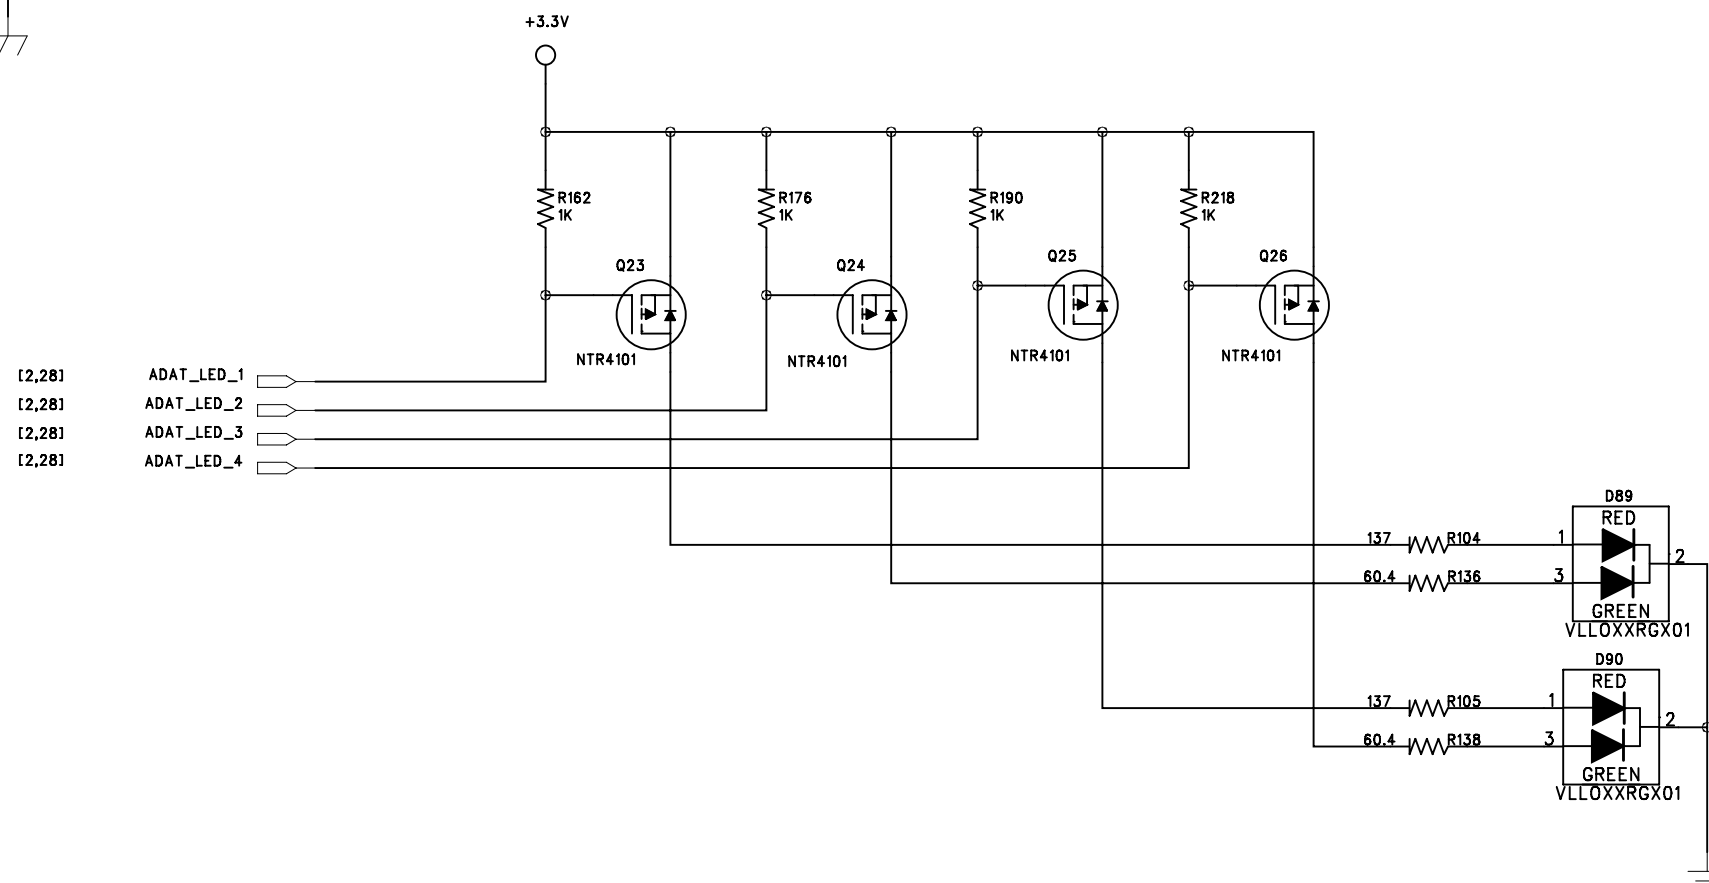 +3.3V
R162
1K
R176
1K
R190
1K
R218
1K
Q23
Q24
Q25
Q26
NTR4101
NTR4101
NTR4101
NTR4101
[2,28] ADAT_LED_1
[2,28] ADAT_LED_2
[2,28] ADAT_LED_3
[2,28] ADAT_LED_4
D89
RED
137 R104 1
2
60.4 R136 3
GREEN
VLLOXXRGX01
D90
RED
137 R105 1
2
60.4 R138 3
GREEN
VLLOXXRGX01